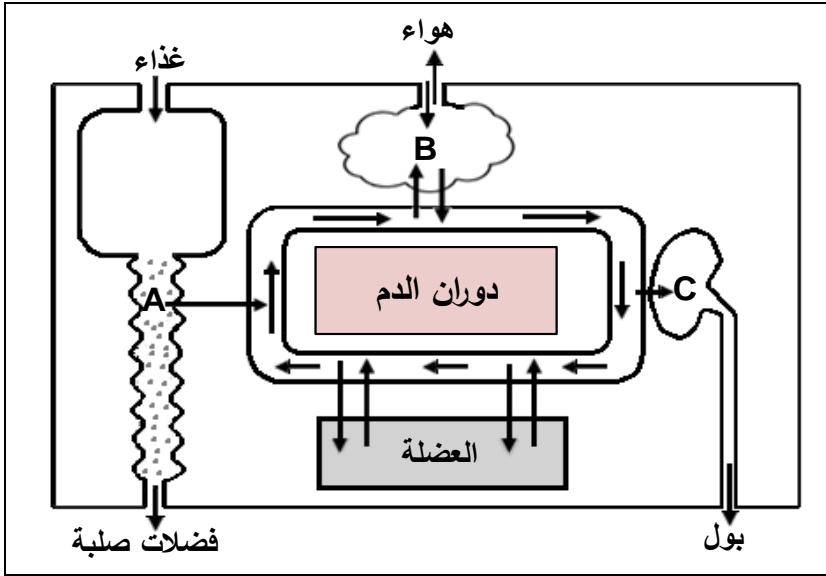 هواء
غذاء
B
دوران الدم
A
C
العضلة
فضلات صلبة
بول